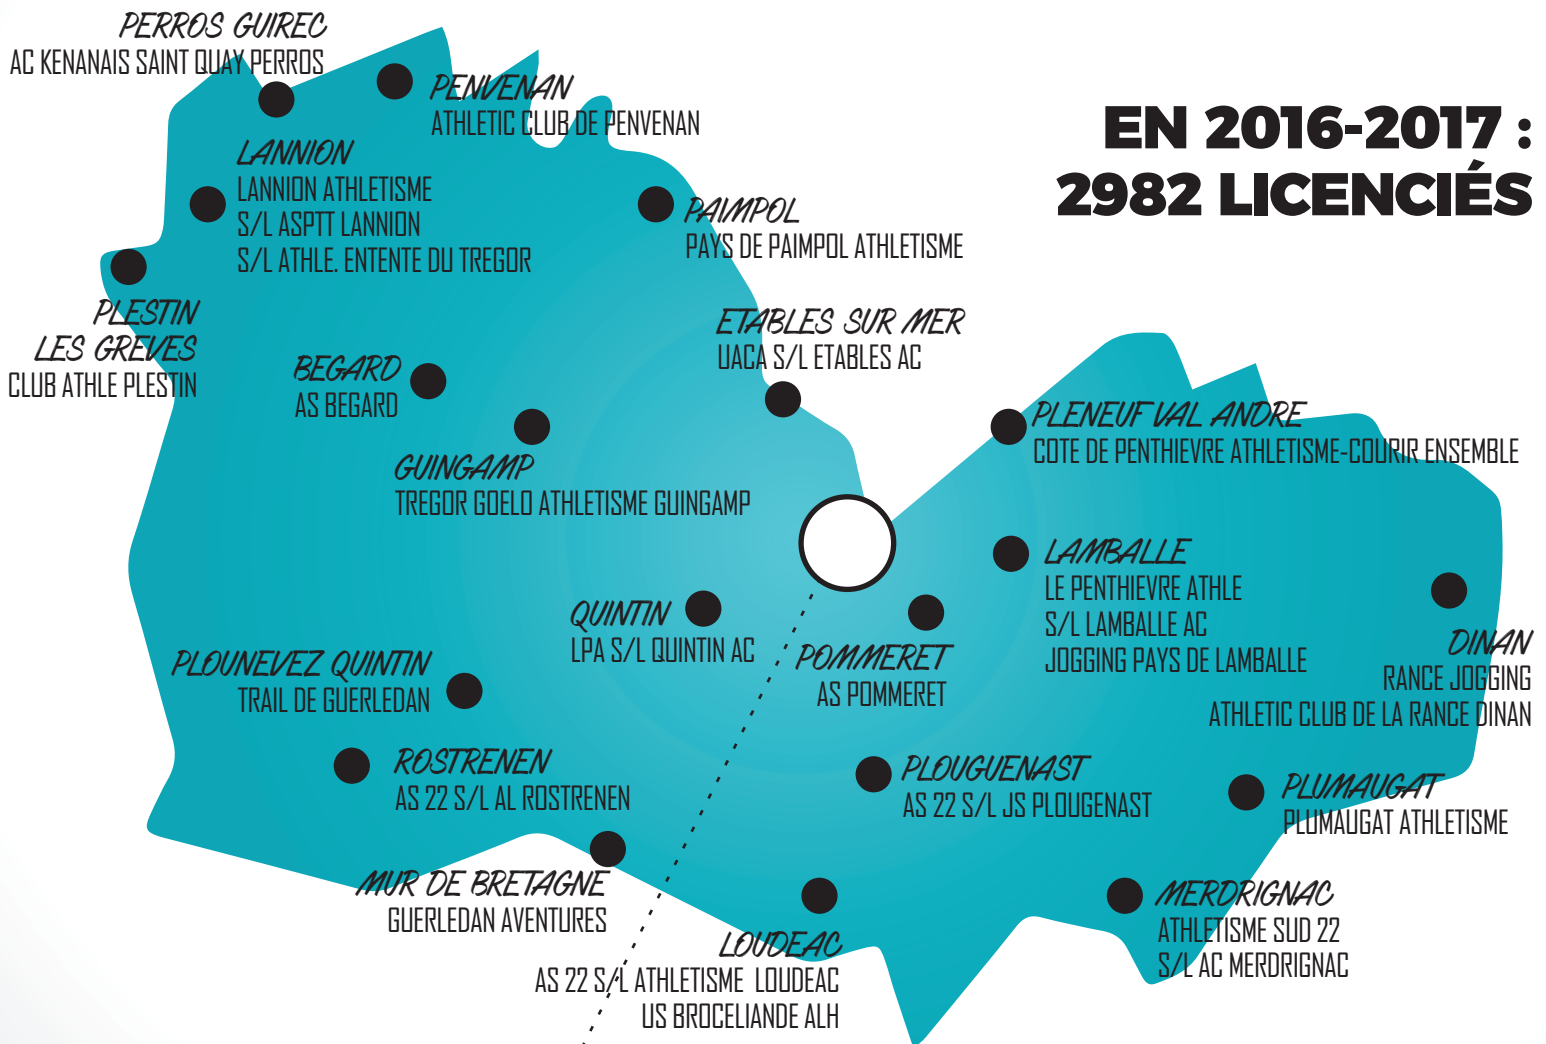 PERROS GUIREC
AC KENANAIS SAINT QUAY PERROS
PENVENAN
ATHLETIC CLUB DE PENVENAN
EN 2016-2017 :
2982 LICENCIÉS
LANNION
LANNION ATHLETISME
S/L ASPTT LANNION
S/L ATHLE. ENTENTE DU TREGOR
PAIMPOL
PAYS DE PAIMPOL ATHLETISME
PLESTIN
LES GREVES
CLUB ATHLE PLESTIN
ETABLES SUR MER
UACA S/L ETABLES AC
BEGARD
AS BEGARD
PLENEUF VAL ANDRE
COTE DE PENTHIEVRE ATHLETISME-COURIR ENSEMBLE
GUINGAMP
TREGOR GOELO ATHLETISME GUINGAMP
LAMBALLE
LE PENTHIEVRE ATHLE
S/L LAMBALLE AC
JOGGING PAYS DE LAMBALLE
QUINTIN
LPA S/L QUINTIN AC
POMMERET
AS POMMERET
DINAN
RANCE JOGGING
ATHLETIC CLUB DE LA RANCE DINAN
PLOUNEVEZ QUINTIN
TRAIL DE GUERLEDAN
ROSTRENEN
AS 22 S/L AL ROSTRENEN
PLOUGUENAST
AS 22 S/L JS PLOUGENAST
PLUMAUGAT
PLUMAUGAT ATHLETISME
MUR DE BRETAGNE
GUERLEDAN AVENTURES
MERDRIGNAC
ATHLETISME SUD 22
S/L AC MERDRIGNAC
LOUDEAC
AS 22 S/L ATHLETISME LOUDEAC
US BROCELIANDE ALH